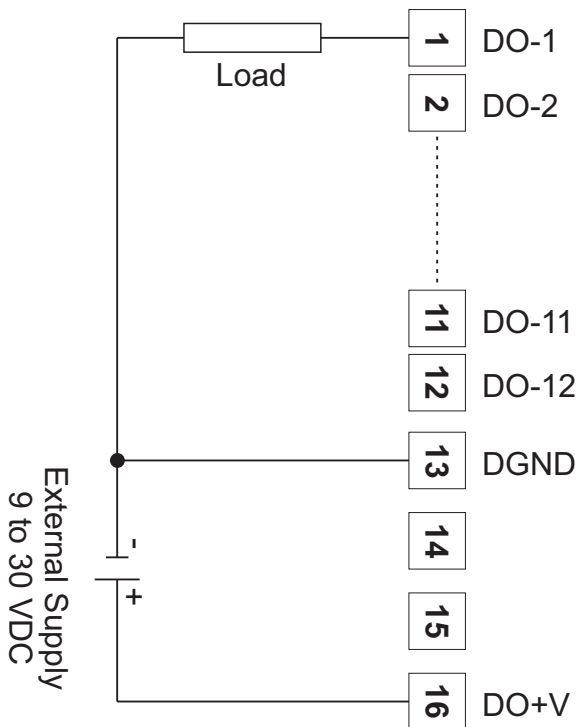 1 DO-1
Load
2 DO-2
11 DO-11
12 DO-12
13 DGND
14
-
External Supply
9 to 30 VDC
+
15
16 DO+V